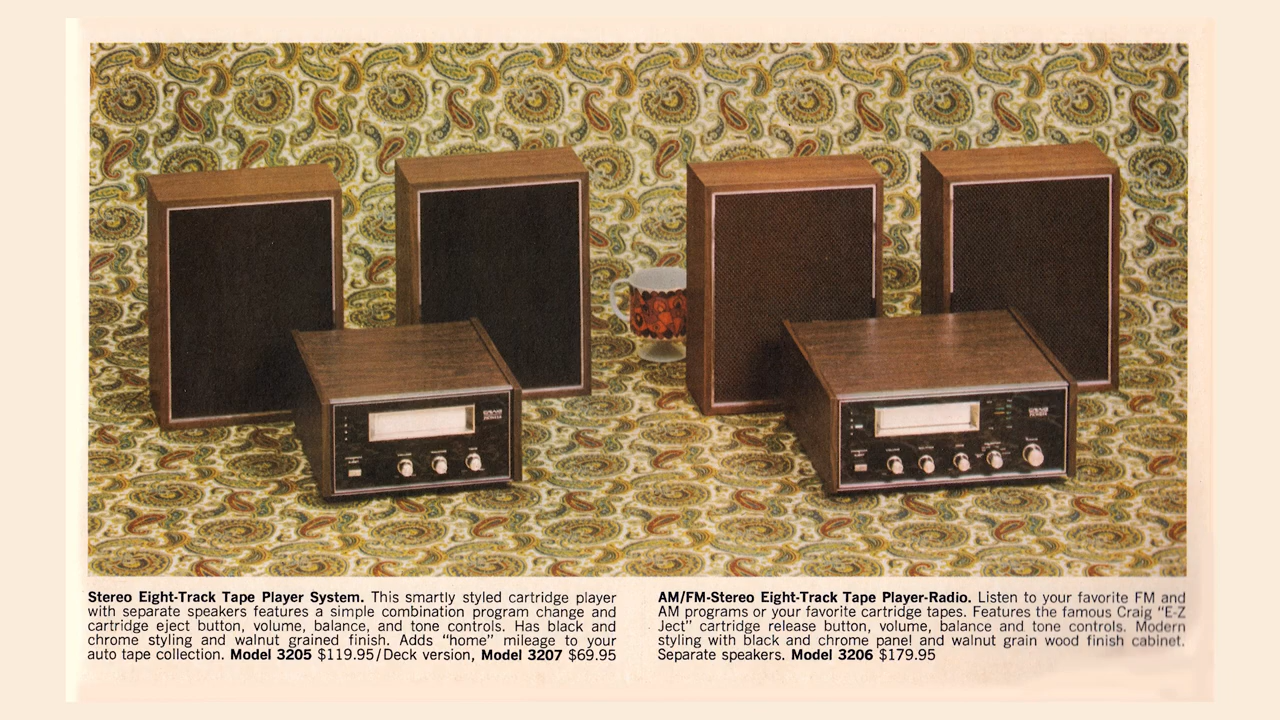 Stereo Eight-Track Tape Player System. This smartly styled cartridge player
with separate speakers features a simple combination program change and
cartridge eject button, volume, balance, and tone controls. Has black and
chrome styling and walnut grained finish. Adds “home” mileage to your
auto tape collection. Model 3205 $119.95/Deck version, Model 3207 $69.95
AM/FM-Stereo Eight-Track Tape Player-Radio. Listen to your favorite FM and
AM programs or your favorite cartridge tapes. Features the famous Craig “E-Z
Ject” cartridge release button, volume, balance and tone controls. Modern
styling with black and chrome panel and walnut grain wood finish cabinet.
Separate speakers. Model 3206 $179.95